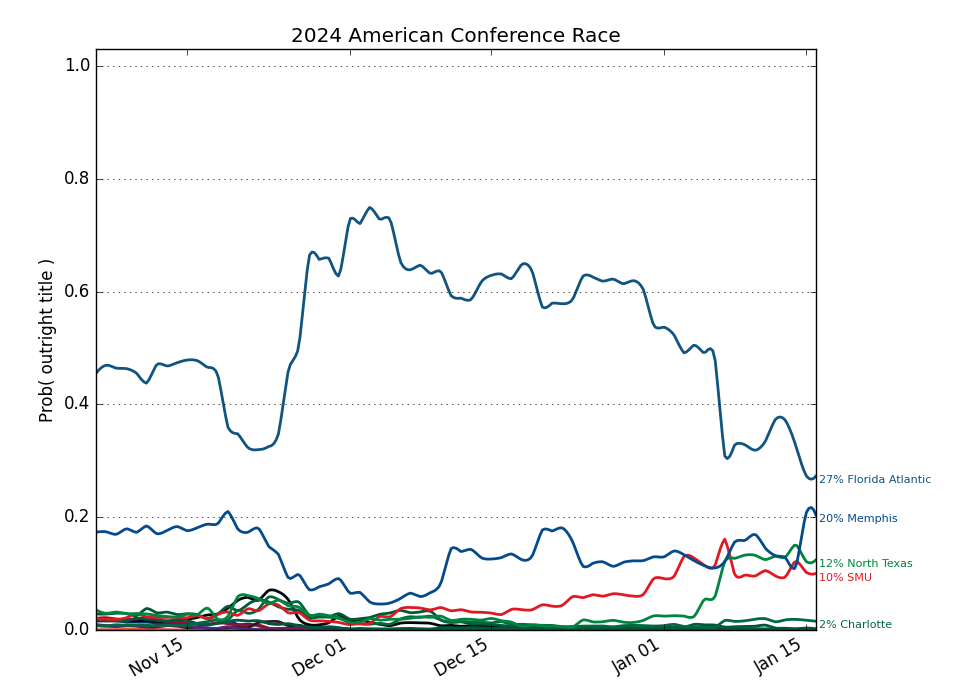 2024 American Conference Race
Prob( outright title )
1.0
0.8
0.6
0.4
0.2
0.0
27% Florida Atlantic
20% Memphis
12% North Texas
10% SMU
2% Charlotte
Nov 15
Dec 01
Dec 15
Jan 01
Jan 15